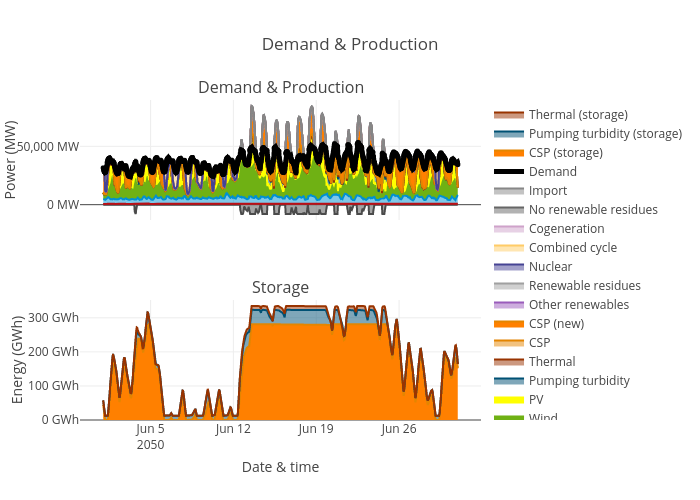 Demand & Production
Demand & Production
Power (MW)
50,000 MW
0 MW
Thermal (storage)
Pumping turbidity (storage)
CSP (storage)
Demand
Import
No renewable residues
Cogeneration
Combined cycle
Nuclear
Renewable residues
Other renewables
CSP (new)
CSP
Thermal
Pumping turbidity
PV
Wind
Storage
Energy (GWh)
300 GWh
200 GWh
100 GWh
0 GWh
Jun 5
2050
Jun 12
Jun 19
Jun 26
Date & time